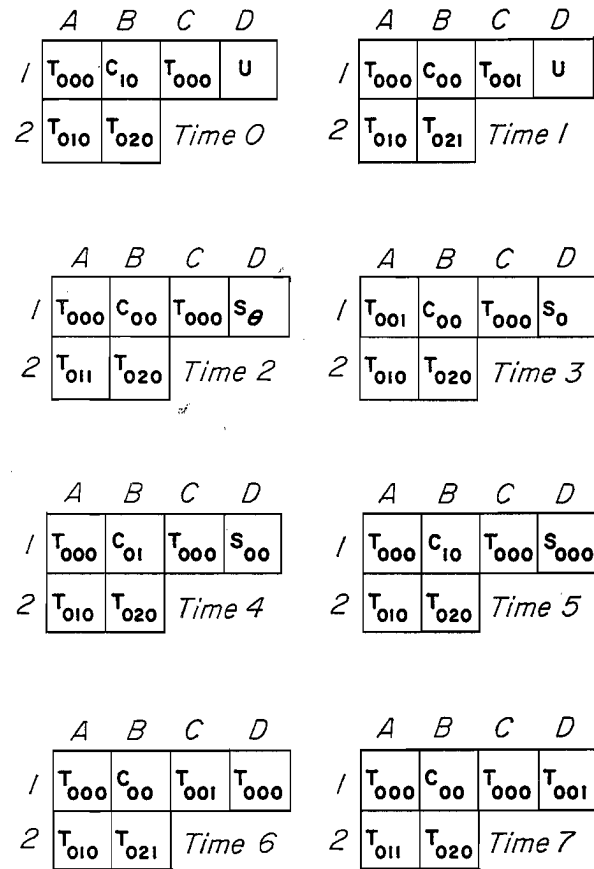 A B C D A B C D
1 T000 C10 T000 U 1 T000 C00 T001 U
2 T010 T020 Time 0 2 T010 T021 Time 1
A B C D A B C D
1 T000 C00 T000 Sθ 1 T001 C00 T000 S0
2 T011 T020 Time 2 2 T010 T020 Time 3
A B C D A B C D
1 T000 C01 T000 S00 1 T000 C10 T000 S000
2 T010 T020 Time 4 2 T010 T020 Time 5
A B C D A B C D
1 T000 C00 T001 T000 1 T000 C00 T000 T001
2 T010 T021 Time 6 2 T011 T020 Time 7